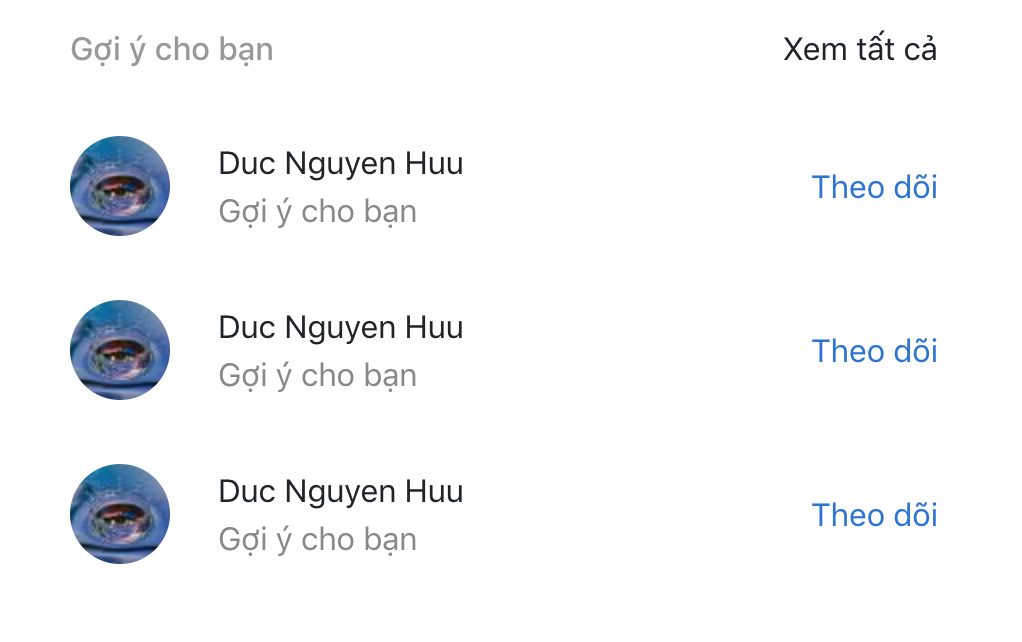 Gợi ý cho bạn Xem tất cả
Duc Nguyen Huu
Gợi ý cho bạn
Theo dõi
Duc Nguyen Huu
Gợi ý cho bạn
Theo dõi
Duc Nguyen Huu
Gợi ý cho bạn
Theo dõi